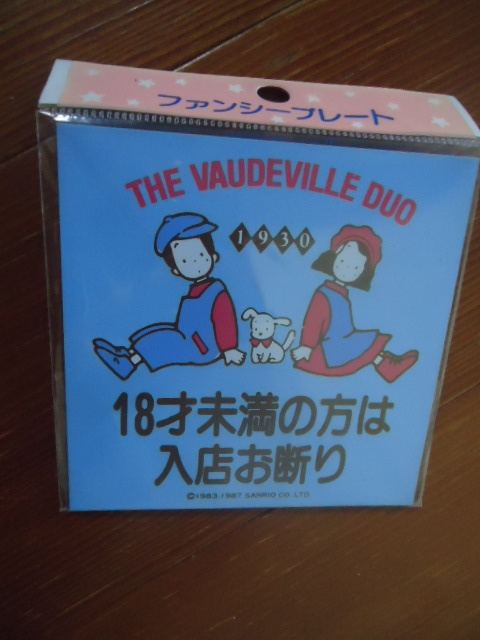 ファンシープレート
THE VAUDEVILLE DUO
1930
18才未満の方は
入店お断り
©1983.1987 SANRIO CO. LTD